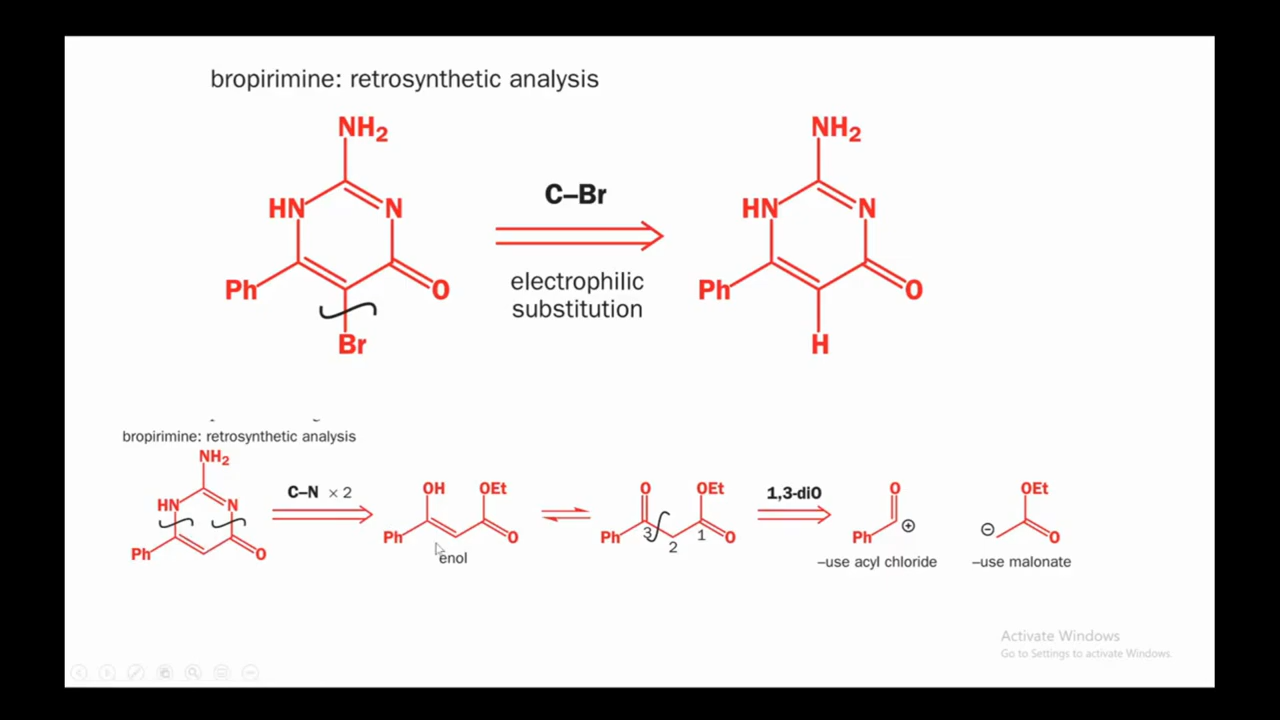 bropirimine: retrosynthetic analysis
NH2 NH2
C–Br
HN N HN N
electrophilic
substitution
Ph O Ph O
Br H
bropirimine: retrosynthetic analysis
NH2
C–N × 2 OH OEt O OEt 1,3-diO O OEt
HN N
Ph O Ph O Ph 3 2 1 O Ph ⊕ ⊖ O
enol –use acyl chloride –use malonate
Activate Windows
Go to Settings to activate Windows.